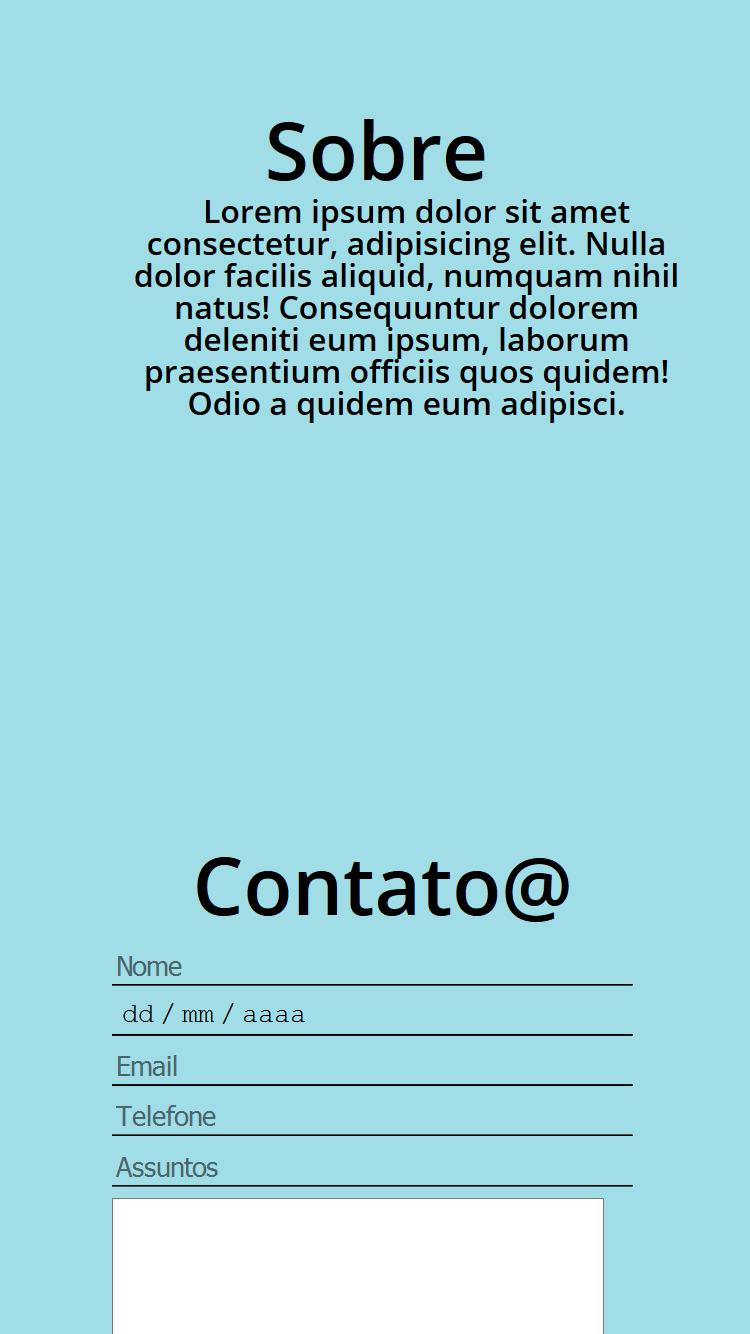 Sobre
Lorem ipsum dolor sit amet
consectetur, adipisicing elit. Nulla
dolor facilis aliquid, numquam nihil
natus! Consequuntur dolorem
deleniti eum ipsum, laborum
praesentium officiis quos quidem!
Odio a quidem eum adipisci.
Contato@
Nome
dd / mm / aaaa
Email
Telefone
Assuntos